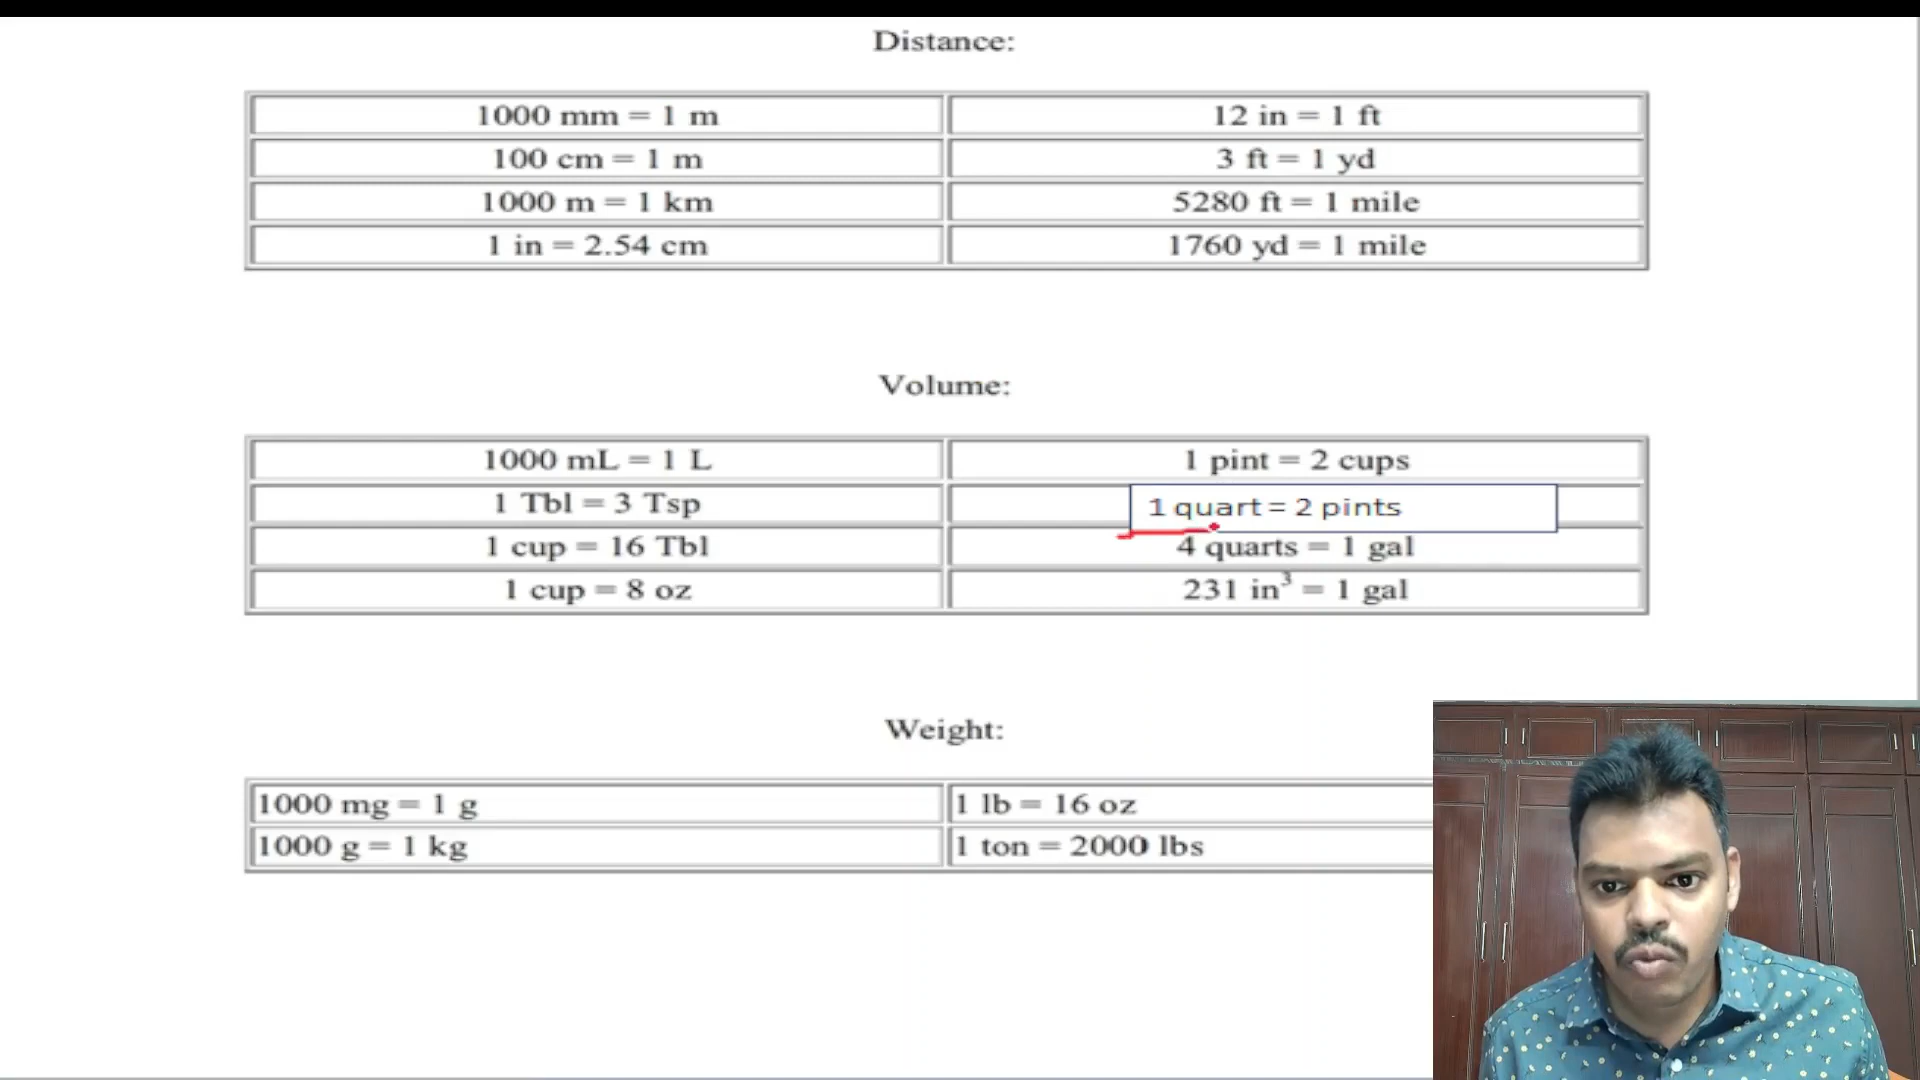 Distance:
1000 mm = 1 m
12 in = 1 ft
100 cm = 1 m
3 ft = 1 yd
1000 m = 1 km
5280 ft = 1 mile
1 in = 2.54 cm
1760 yd = 1 mile
Volume:
1000 mL = 1 L
1 pint = 2 cups
1 Tbl = 3 Tsp
1 quart = 2 pints
1 cup = 16 Tbl
4 quarts = 1 gal
1 cup = 8 oz
231 in³ = 1 gal
Weight:
1000 mg = 1 g
1 lb = 16 oz
1000 g = 1 kg
1 ton = 2000 lbs